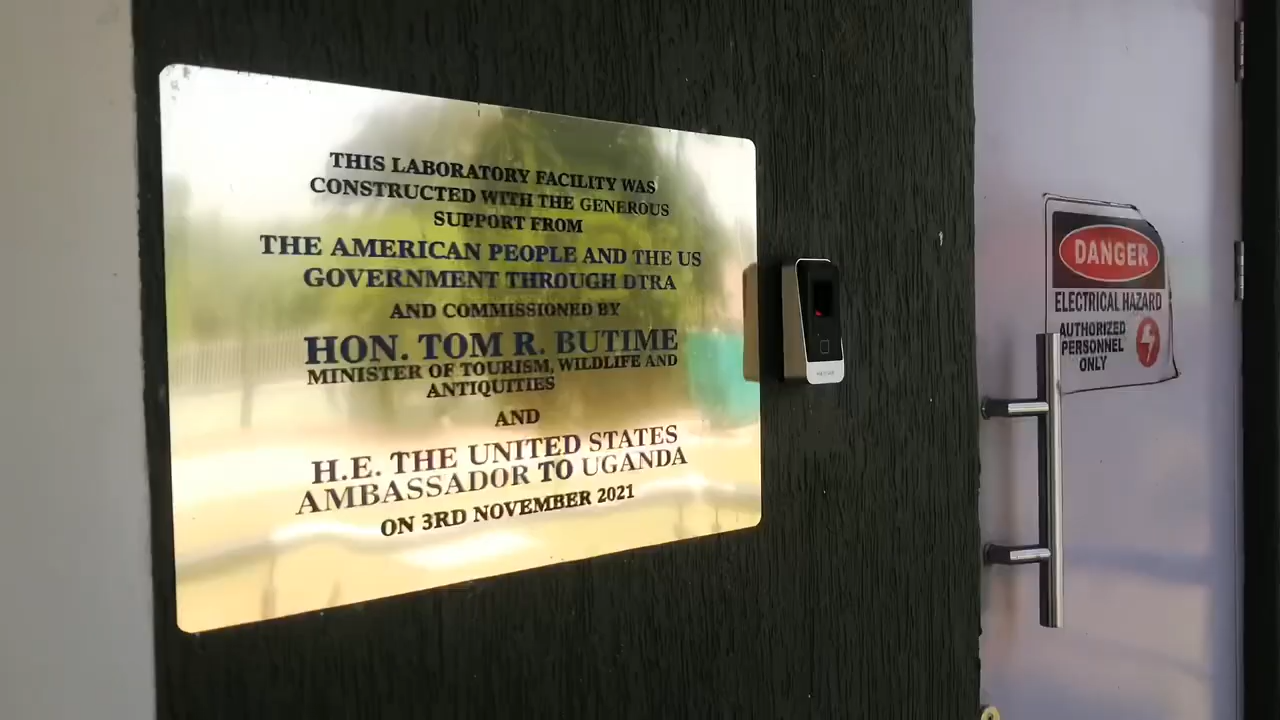 THIS LABORATORY FACILITY WAS
CONSTRUCTED WITH THE GENEROUS
SUPPORT FROM
THE AMERICAN PEOPLE AND THE US
GOVERNMENT THROUGH DTRA
AND COMMISSIONED BY
HON. TOM R. BUTIME
MINISTER OF TOURISM, WILDLIFE AND
ANTIQUITIES
AND
H.E. THE UNITED STATES
AMBASSADOR TO UGANDA
ON 3RD NOVEMBER 2021
DANGER
ELECTRICAL HAZARD
AUTHORIZED
PERSONNEL
ONLY